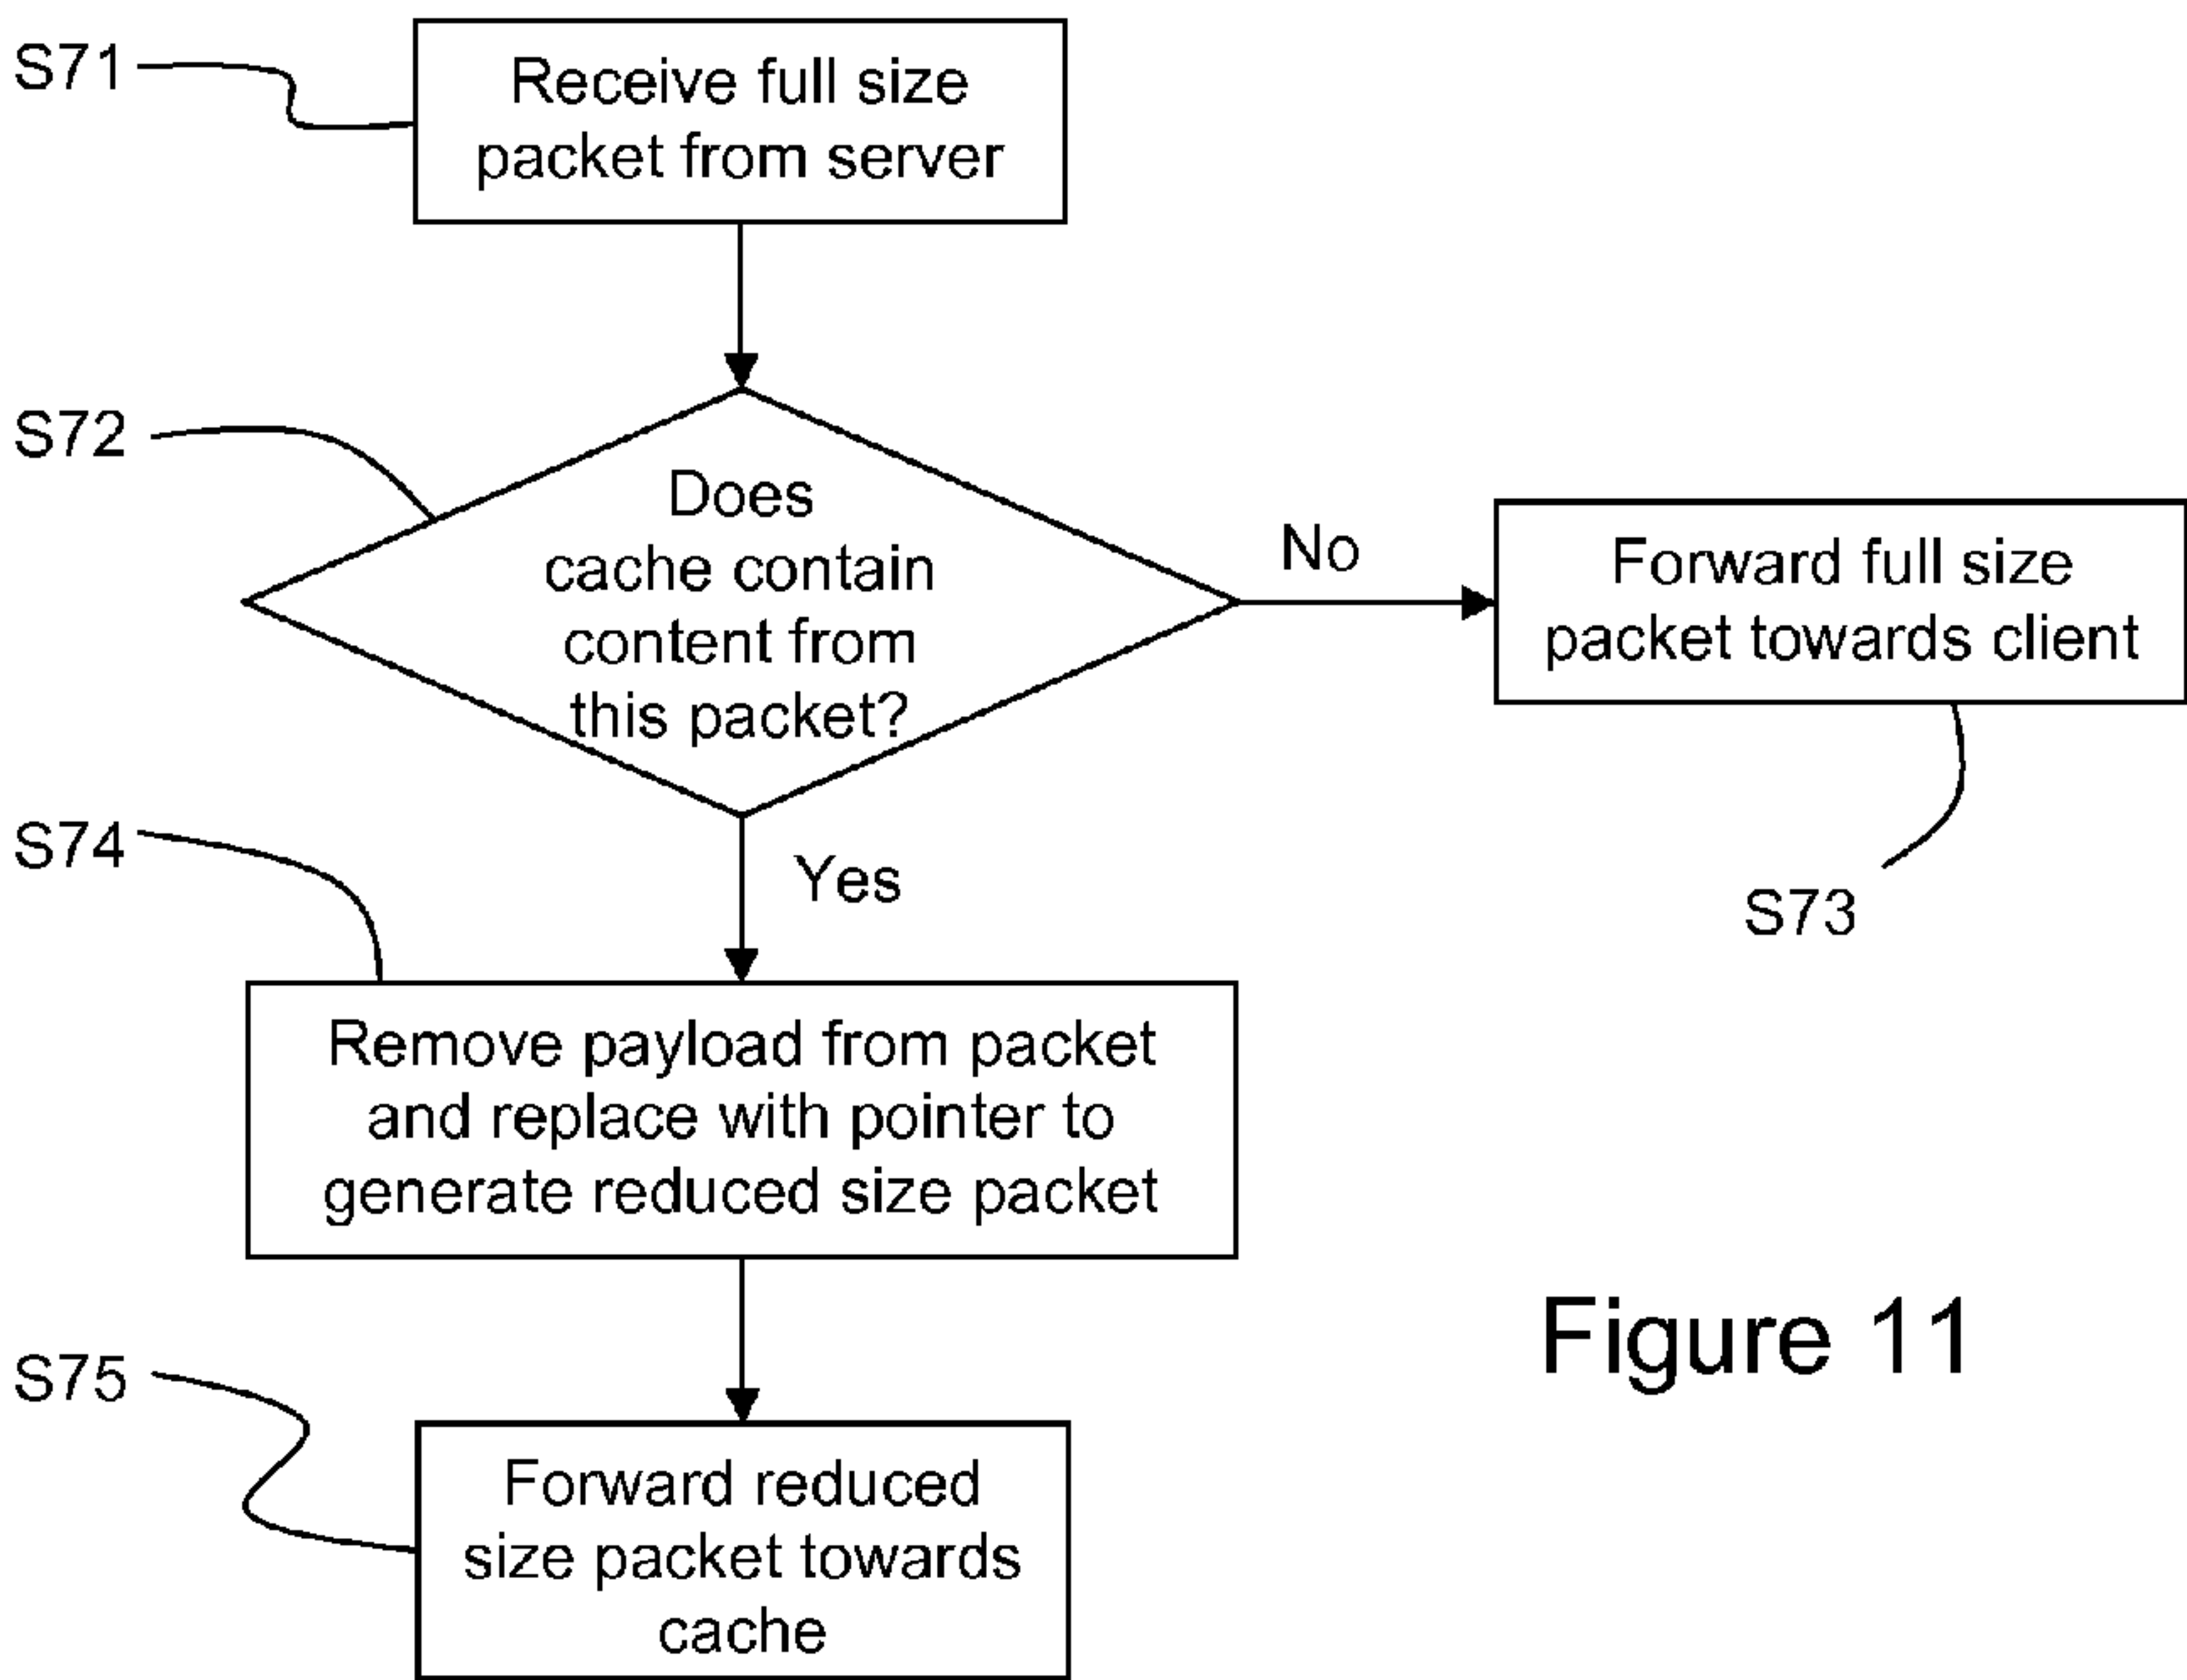 S71
Receive full size
packet from server
S72
Does
cache contain
content from
this packet?
No
Forward full size
packet towards client
S73
Yes
S74
Remove payload from packet
and replace with pointer to
generate reduced size packet
S75
Forward reduced
size packet towards
cache
Figure 11